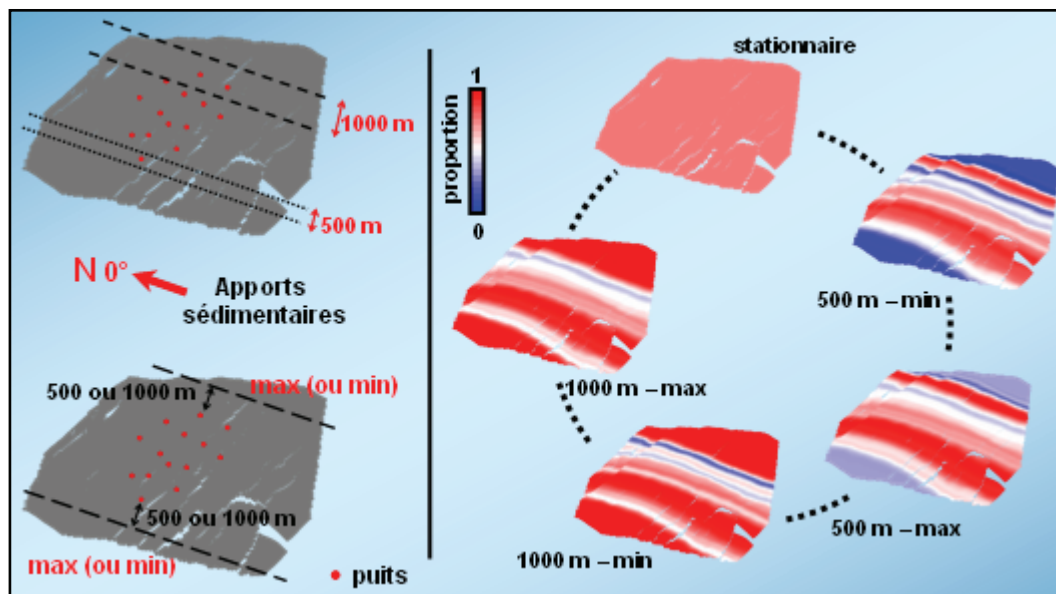 1000 m
500 m
N 0°
Apports
sédimentaires
500 ou 1000 m
max (ou min)
500 ou 1000 m
max (ou min)
puits
stationnaire
1
proportion
0
500 m – min
1000 m – max
500 m – max
1000 m – min